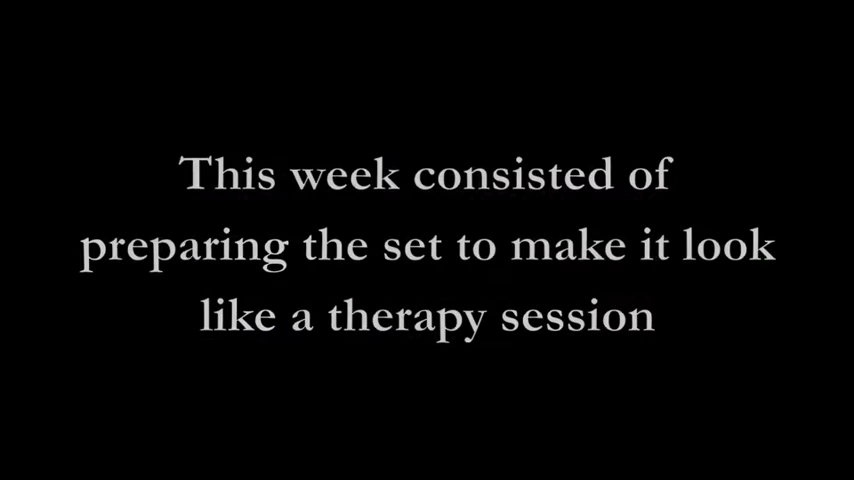 This week consisted of
preparing the set to make it look
like a therapy session